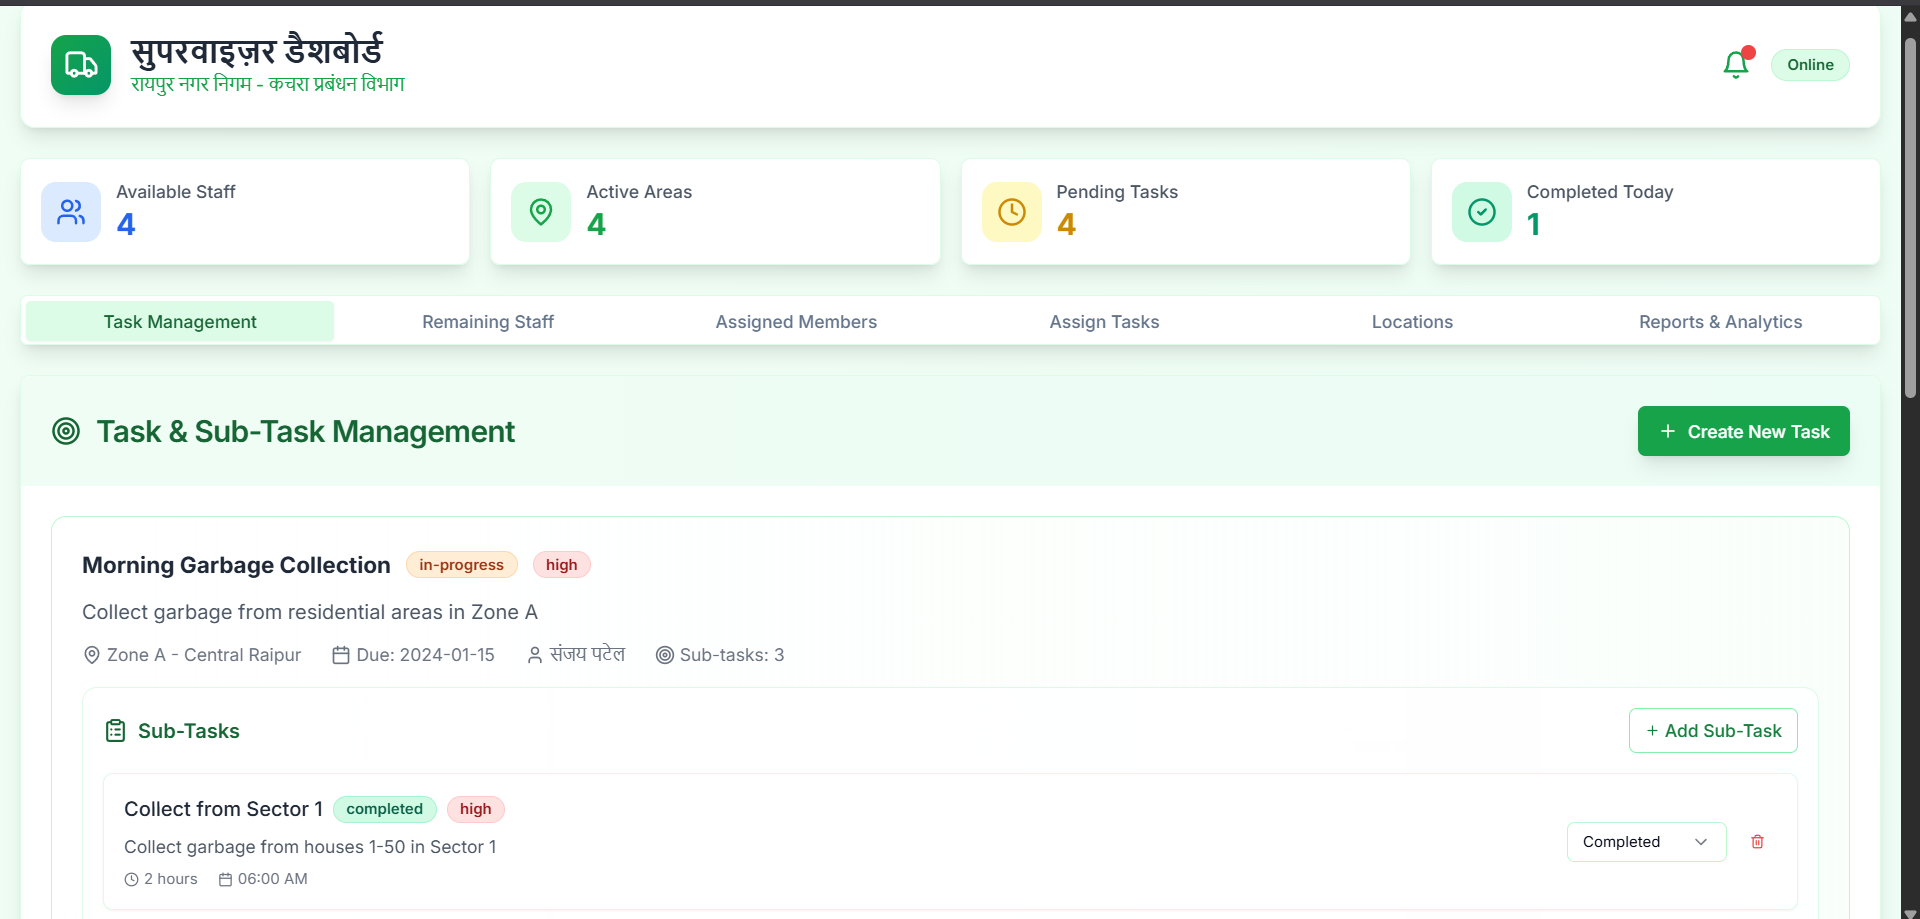 सुपरवाइज़र डैशबोर्ड
रायपुर नगर निगम - कचरा प्रबंधन विभाग
Online
Available Staff
4
Active Areas
4
Pending Tasks
4
Completed Today
1
Task Management
Remaining Staff
Assigned Members
Assign Tasks
Locations
Reports & Analytics
Task & Sub-Task Management
+ Create New Task
Morning Garbage Collection in-progress high
Collect garbage from residential areas in Zone A
Zone A - Central Raipur Due: 2024-01-15 संजय पटेल Sub-tasks: 3
Sub-Tasks
+ Add Sub-Task
Collect from Sector 1 completed high
Collect garbage from houses 1-50 in Sector 1
2 hours 06:00 AM
Completed